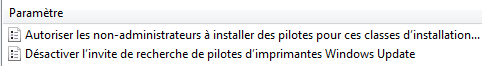 Paramètre
Autoriser les non-administrateurs à installer des pilotes pour ces classes d'installation...
Désactiver l'invite de recherche de pilotes d'imprimantes Windows Update